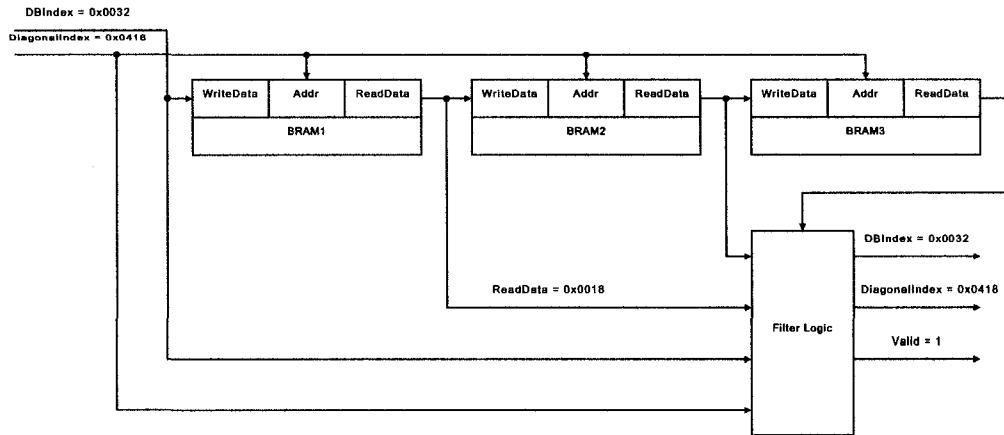 DBIndex = 0x0032
DiagonalIndex = 0x0418
WriteData Addr ReadData WriteData Addr ReadData WriteData Addr ReadData
BRAM1 BRAM2 BRAM3
DBIndex = 0x0032
ReadData = 0x0018 DiagonalIndex = 0x0418
Filter Logic
Valid = 1